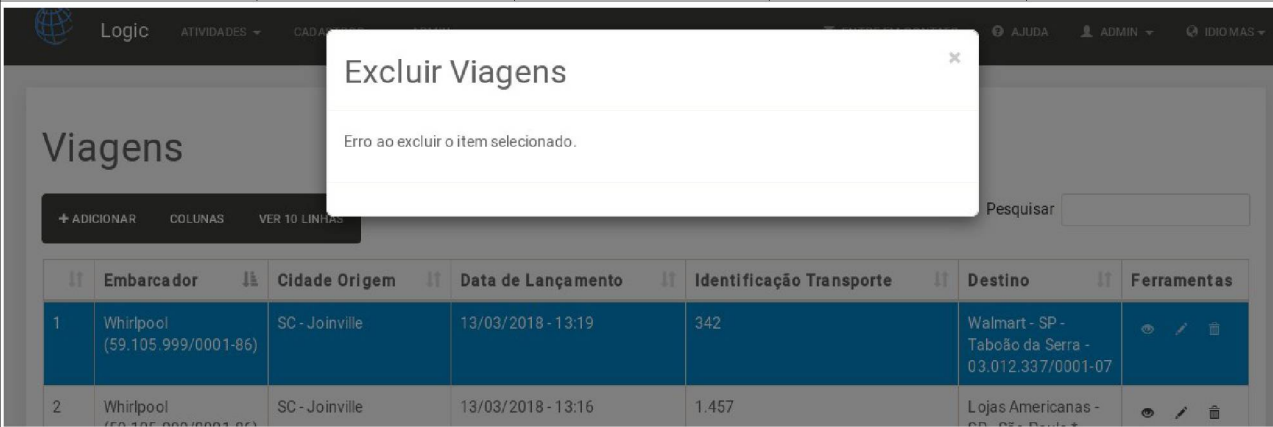 Logic ATIVIDADES ADMIN AJUDA ADMIN IDIOMAS
Excluir Viagens ×
Erro ao excluir o item selecionado.
Viagens
+ ADICIONAR COLUNAS VER 10 LINHAS
Pesquisar
Embarcador Cidade Origem Data de Lançamento Identificação Transporte Destino Ferramentas
1 Whirlpool SC - Joinville 13/03/2018 - 13:19 342 Walmart - SP -
(59.105.999/0001-86) Taboão da Serra -
03.012.337/0001-07
2 Whirlpool SC - Joinville 13/03/2018 - 13:16 1.457 Lojas Americanas -